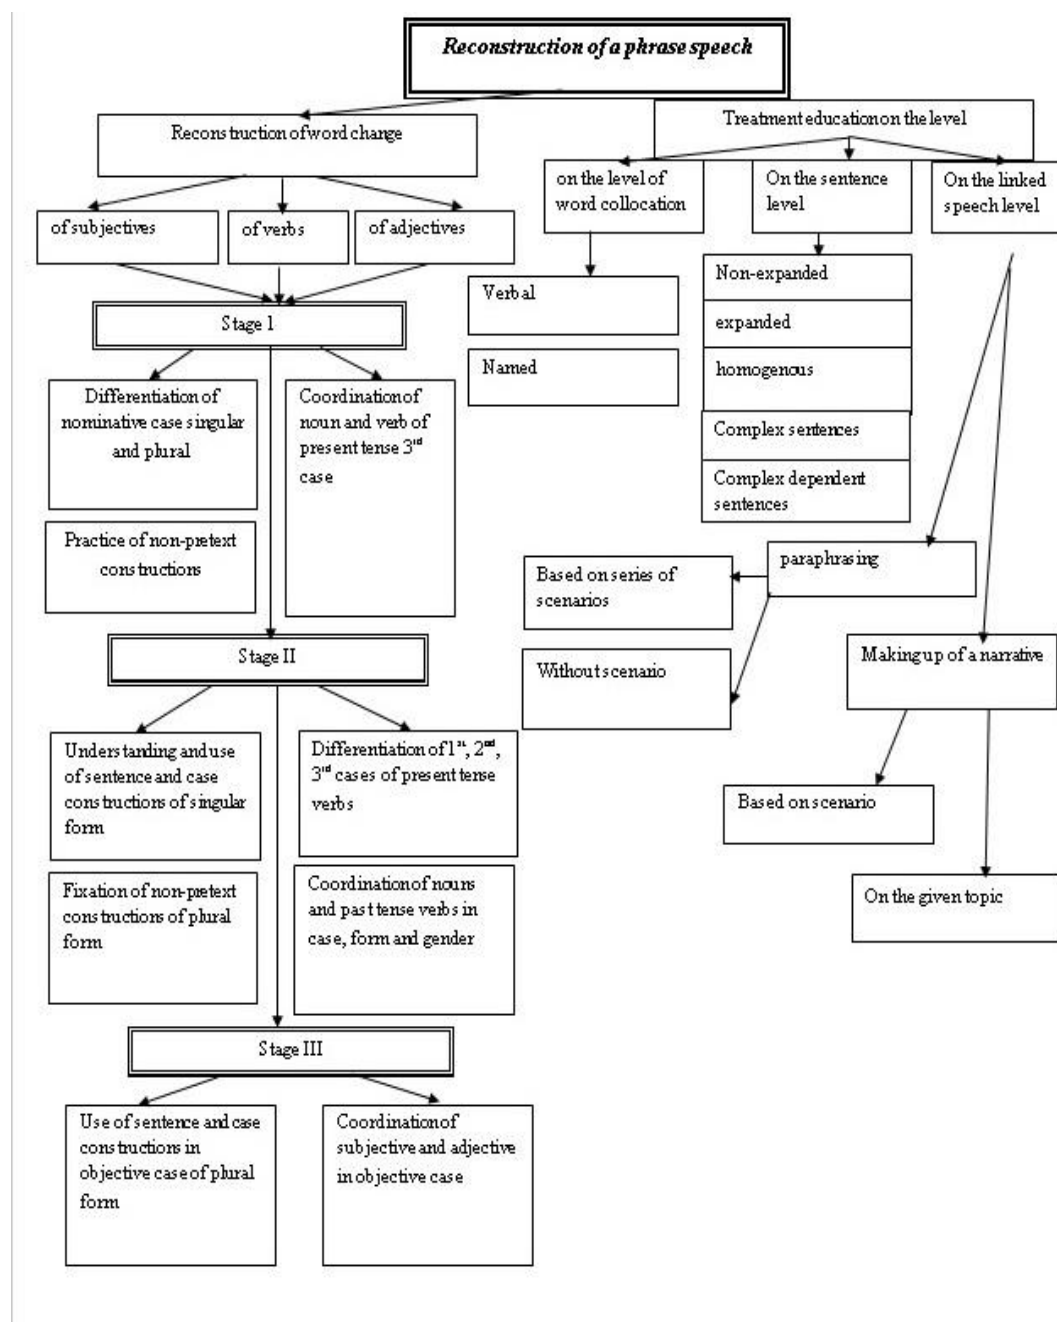 Reconstruction of a phrase speech
Reconstruction of word change
Treatment education on the level
of subjectives
of verbs
of adjectives
on the level of
word collocation
On the sentence
level
On the linked
speech level
Verbal
Named
Non-expanded
expanded
homogenous
Complex sentences
Complex dependent
sentences
Stage I
Differentiation of
nominative case singular
and plural
Coordination of
noun and verb of
present tense 3rd
case
Practice of non-pretext
constructions
paraphrasing
Based on series of
scenarios
Without scenario
Making up of a narrative
Based on scenario
On the given topic
Stage II
Understanding and use
of sentence and case
constructions of singular
form
Differentiation of 1st, 2nd,
3rd cases of present tense
verbs
Fixation of non-pretext
constructions of plural
form
Coordination of nouns
and past tense verbs in
case, form and gender
Stage III
Use of sentence and case
constructions in
objective case of plural
form
Coordination of
subjective and adjective
in objective case